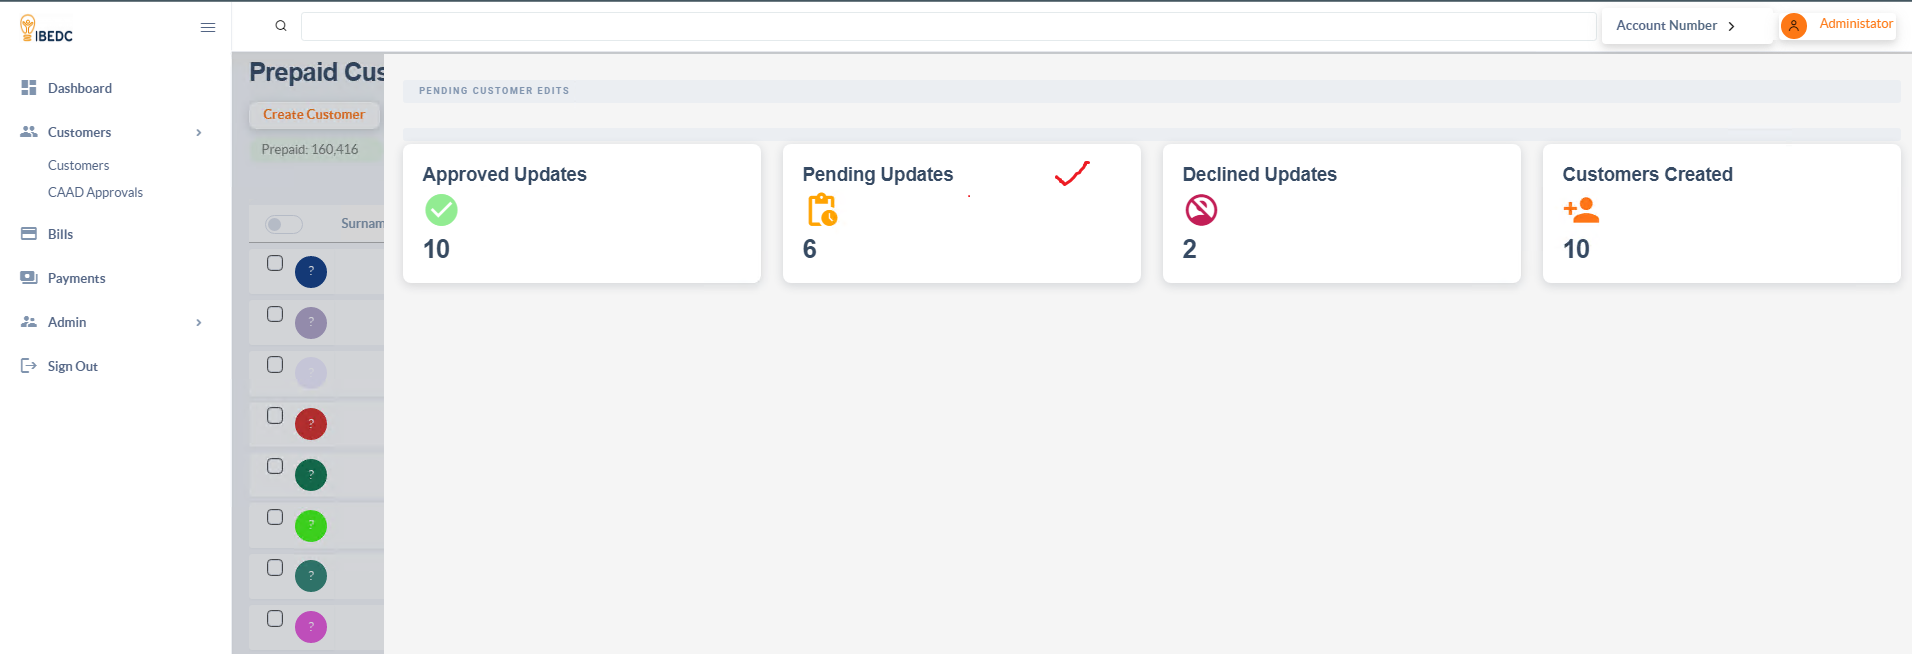 IBEDC
Account Number
Administator
Dashboard
Customers
Customers
CAAD Approvals
Bills
Payments
Admin
Sign Out
Prepaid Cus
Create Customer
Prepaid: 160,416
Surnam
?
?
?
?
?
?
?
?
PENDING CUSTOMER EDITS
Approved Updates
10
Pending Updates
6
Declined Updates
2
Customers Created
10